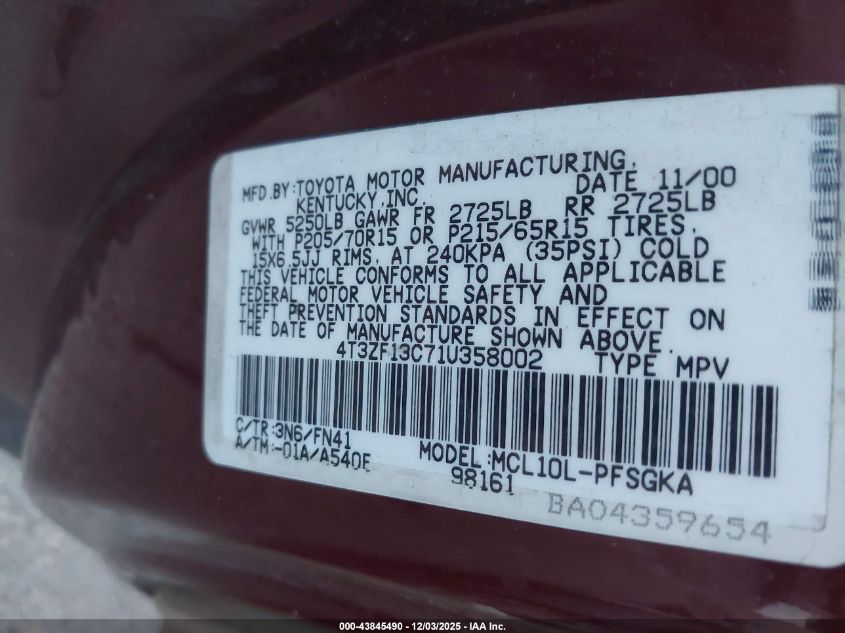 MFD.BY:TOYOTA MOTOR MANUFACTURING,
KENTUCKY,INC. DATE 11/00
GVWR 5250LB GAWR FR 2725LB RR 2725LB
WITH P205/70R15 OR P215/65R15 TIRES,
15X6.5JJ RIMS, AT 240KPA (35PSI) COLD
THIS VEHICLE CONFORMS TO ALL APPLICABLE
FEDERAL MOTOR VEHICLE SAFETY AND
THEFT PREVENTION STANDARDS IN EFFECT ON
THE DATE OF MANUFACTURE SHOWN ABOVE.
4T3ZF13C71U358002 TYPE MPV
C/TR:3N6/FN41
A/TM:-01A/A540E MODEL:MCL10L-PFSGKA
98161
BA04359654
000-43845490 - 12/03/2025 - IAA Inc.